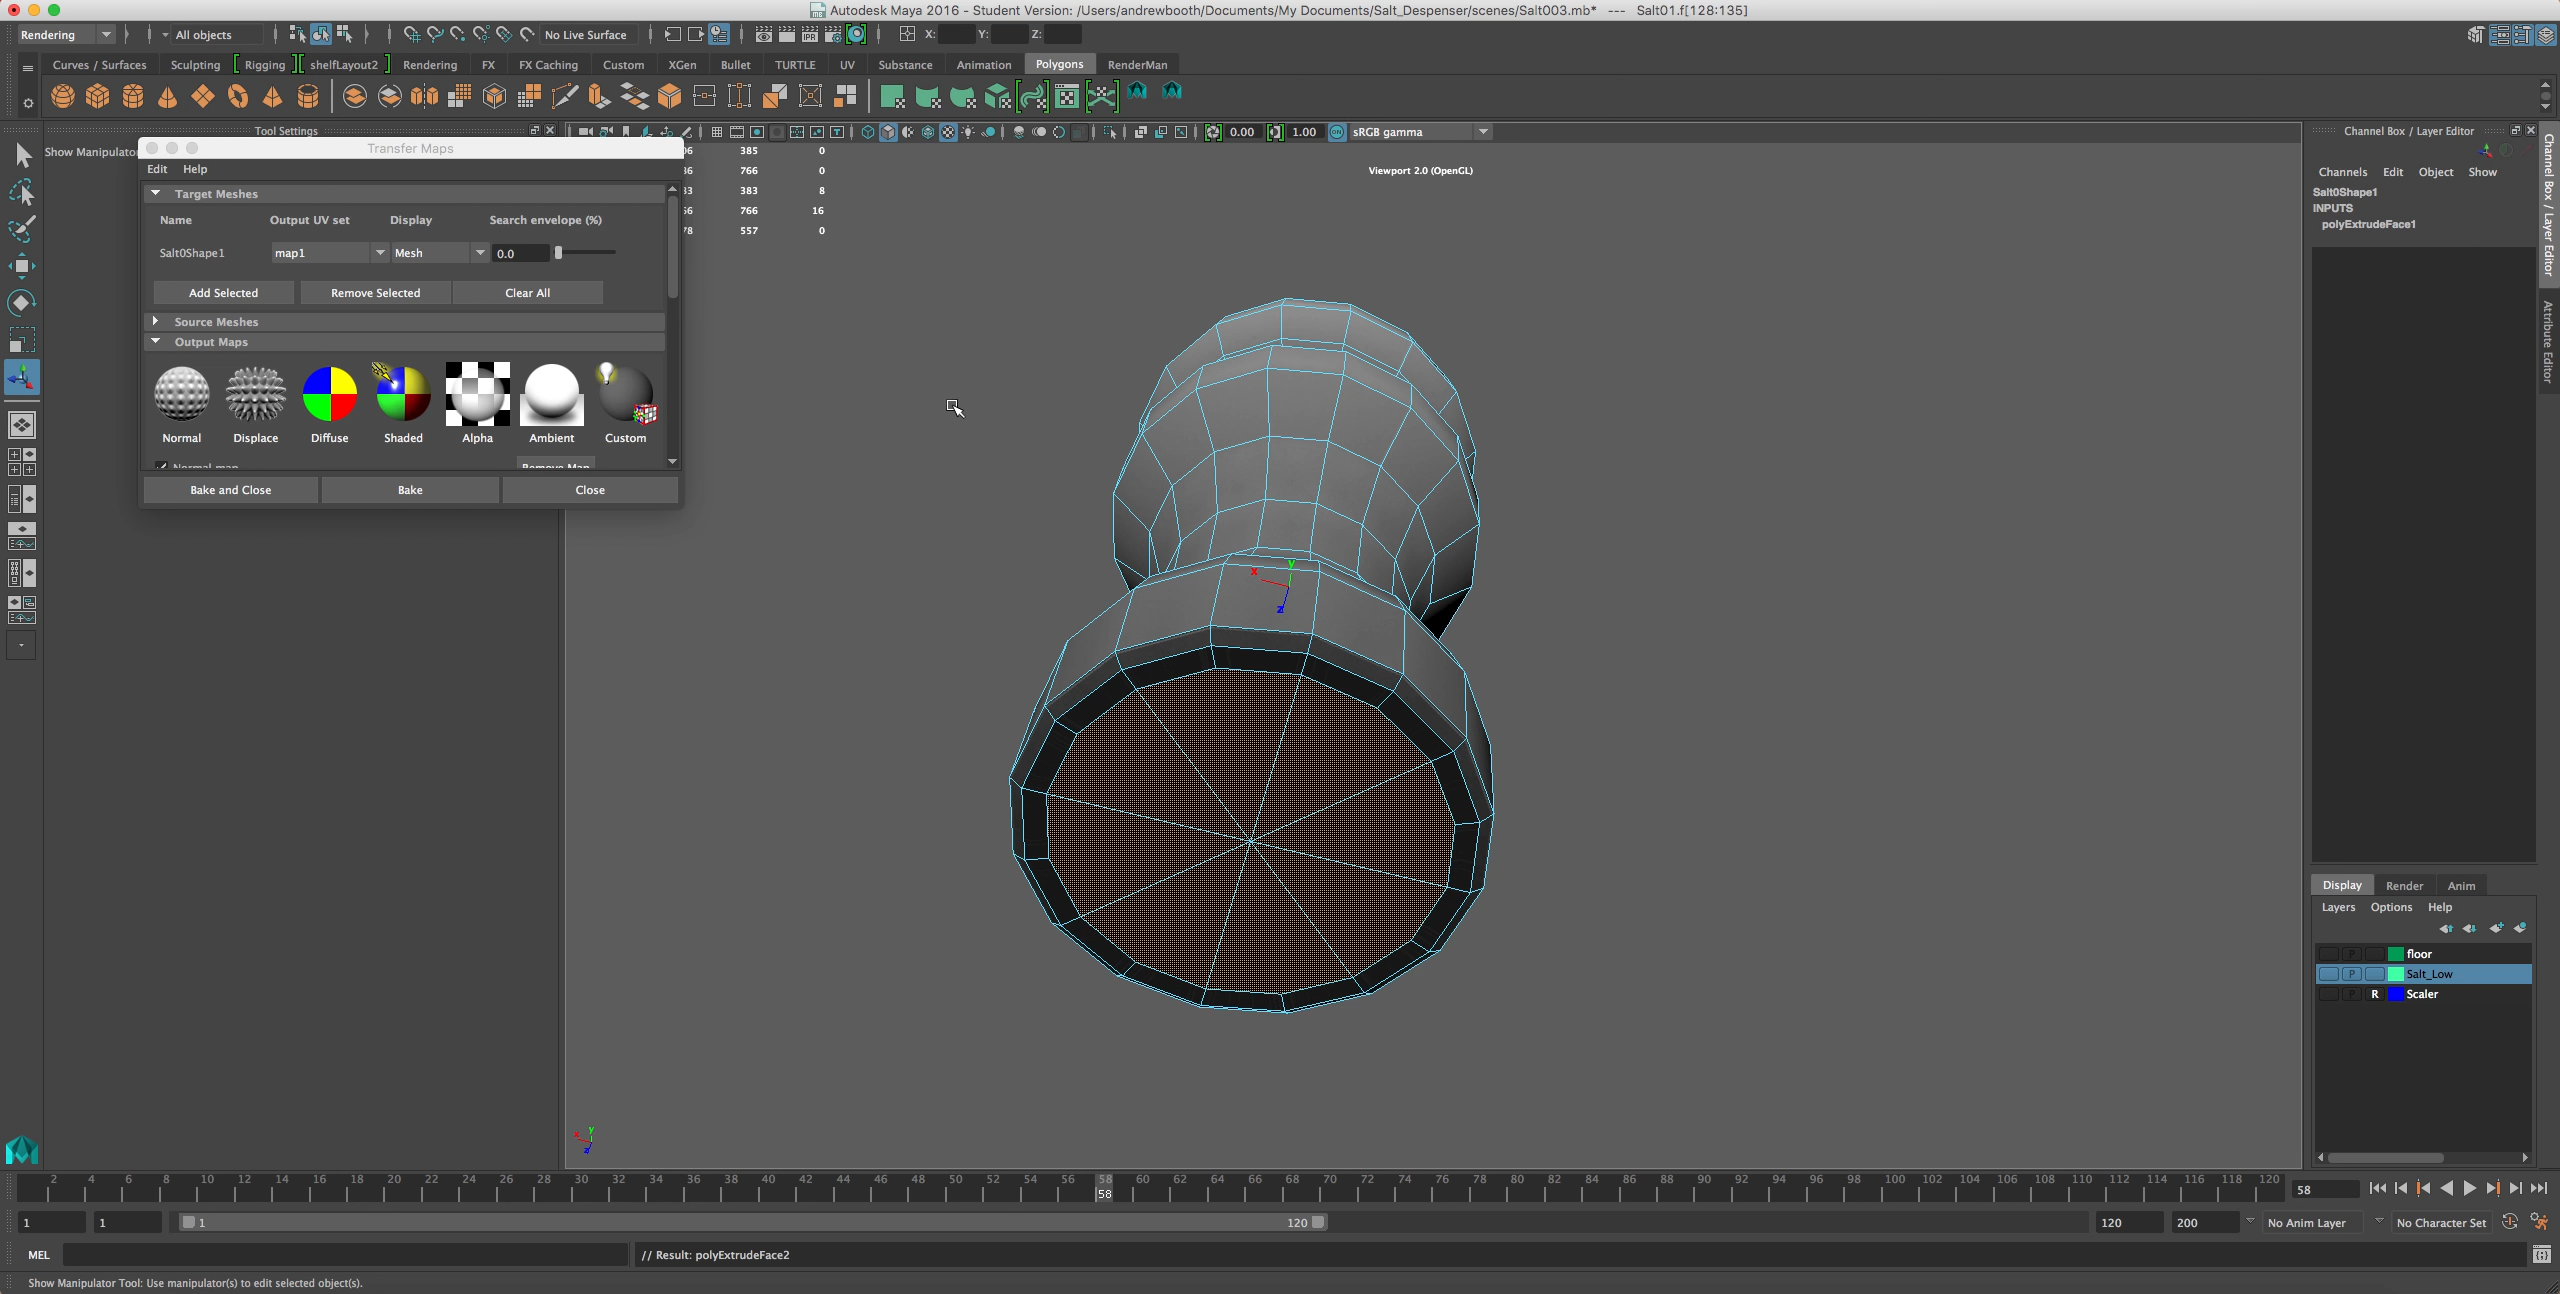 Autodesk Maya 2016 - Student Version: /Users/andrewbooth/Documents/My Documents/Salt_Despenser/scenes/Salt003.mb* --- Salt01.f[128:135]
Rendering All objects No Live Surface X: Y: Z:
Curves / Surfaces Sculpting Rigging shelfLayout2 Rendering FX FX Caching Custom XGen Bullet TURTLE UV Substance Animation Polygons RenderMan
Tool Settings
0.00 1.00 sRGB gamma
Channel Box / Layer Editor
Show Manipulator
Transfer Maps
Edit Help
Target Meshes
Name Output UV set Display Search envelope (%)
Salt0Shape1 map1 Mesh 0.0
Add Selected Remove Selected Clear All
Source Meshes
Output Maps
Normal Displace Diffuse Shaded Alpha Ambient Custom
Normal map Remove Map
Bake and Close Bake Close
385 0
766 0
383 8
766 16
557 0
Viewport 2.0 (OpenGL)
x y z
x y z
Channels Edit Object Show
Salt0Shape1
INPUTS
polyExtrudeFace1
Channel Box / Layer Editor
Attribute Editor
Display Render Anim
Layers Options Help
P floor
P Salt_Low
P R Scaler
2 4 6 8 10 12 14 16 18 20 22 24 26 28 30 32 34 36 38 40 42 44 46 48 50 52 54 56 58 60 62 64 66 68 70 72 74 76 78 80 82 84 86 88 90 92 94 96 98 100 102 104 106 108 110 112 114 116 118 120
58 58
1 1 1 120 120 200 No Anim Layer No Character Set
MEL // Result: polyExtrudeFace2
Show Manipulator Tool: Use manipulator(s) to edit selected object(s).